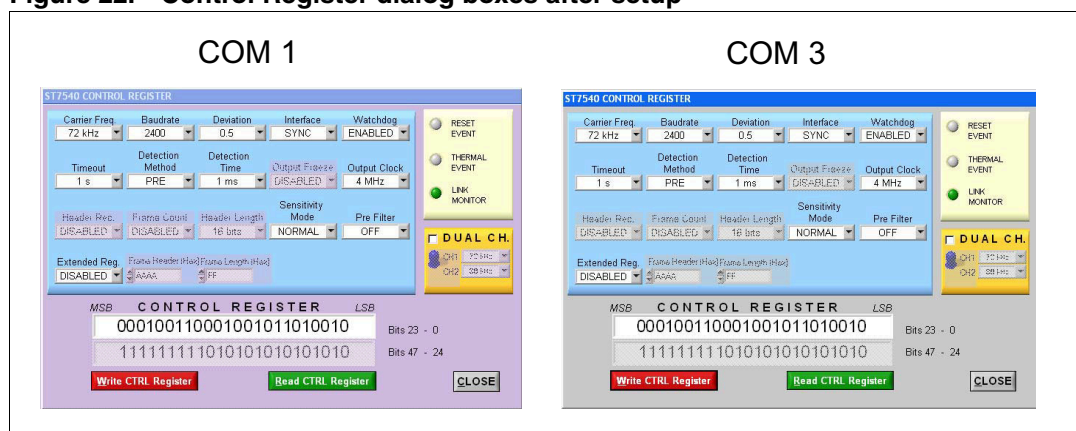 Figure 22. Control Register dialog boxes after setup
COM 1
ST7540 CONTROL REGISTER
Carrier Freq. Baudrate Deviation Interface Watchdog
72 kHz 2400 0.5 SYNC ENABLED
Timeout Detection Method Detection Time Output Freeze Output Clock
1 s PRE 1 ms DISABLED 4 MHz
Header Rec. Frame Count Header Length Sensitivity Mode Pre Filter
DISABLED DISABLED 16 bits NORMAL OFF
Extended Reg. Frame Header (Hex) Frame Length (Hex)
DISABLED AAAA FF
RESET EVENT
THERMAL EVENT
LINK MONITOR
DUAL CH.
CH1 72 kHz
CH2
MSB CONTROL REGISTER LSB
000100110001001011010010 Bits 23 - 0
111111111010101010101010 Bits 47 - 24
Write CTRL Register Read CTRL Register CLOSE
COM 3
ST7540 CONTROL REGISTER
Carrier Freq. Baudrate Deviation Interface Watchdog
72 kHz 2400 0.5 SYNC ENABLED
Timeout Detection Method Detection Time Output Freeze Output Clock
1 s PRE 1 ms DISABLED 4 MHz
Header Rec. Frame Count Header Length Sensitivity Mode Pre Filter
DISABLED DISABLED 16 bits NORMAL OFF
Extended Reg. Frame Header (Hex) Frame Length (Hex)
DISABLED AAAA FF
RESET EVENT
THERMAL EVENT
LINK MONITOR
DUAL CH.
CH1 72 kHz
CH2
MSB CONTROL REGISTER LSB
000100110001001011010010 Bits 23 - 0
111111111010101010101010 Bits 47 - 24
Write CTRL Register Read CTRL Register CLOSE